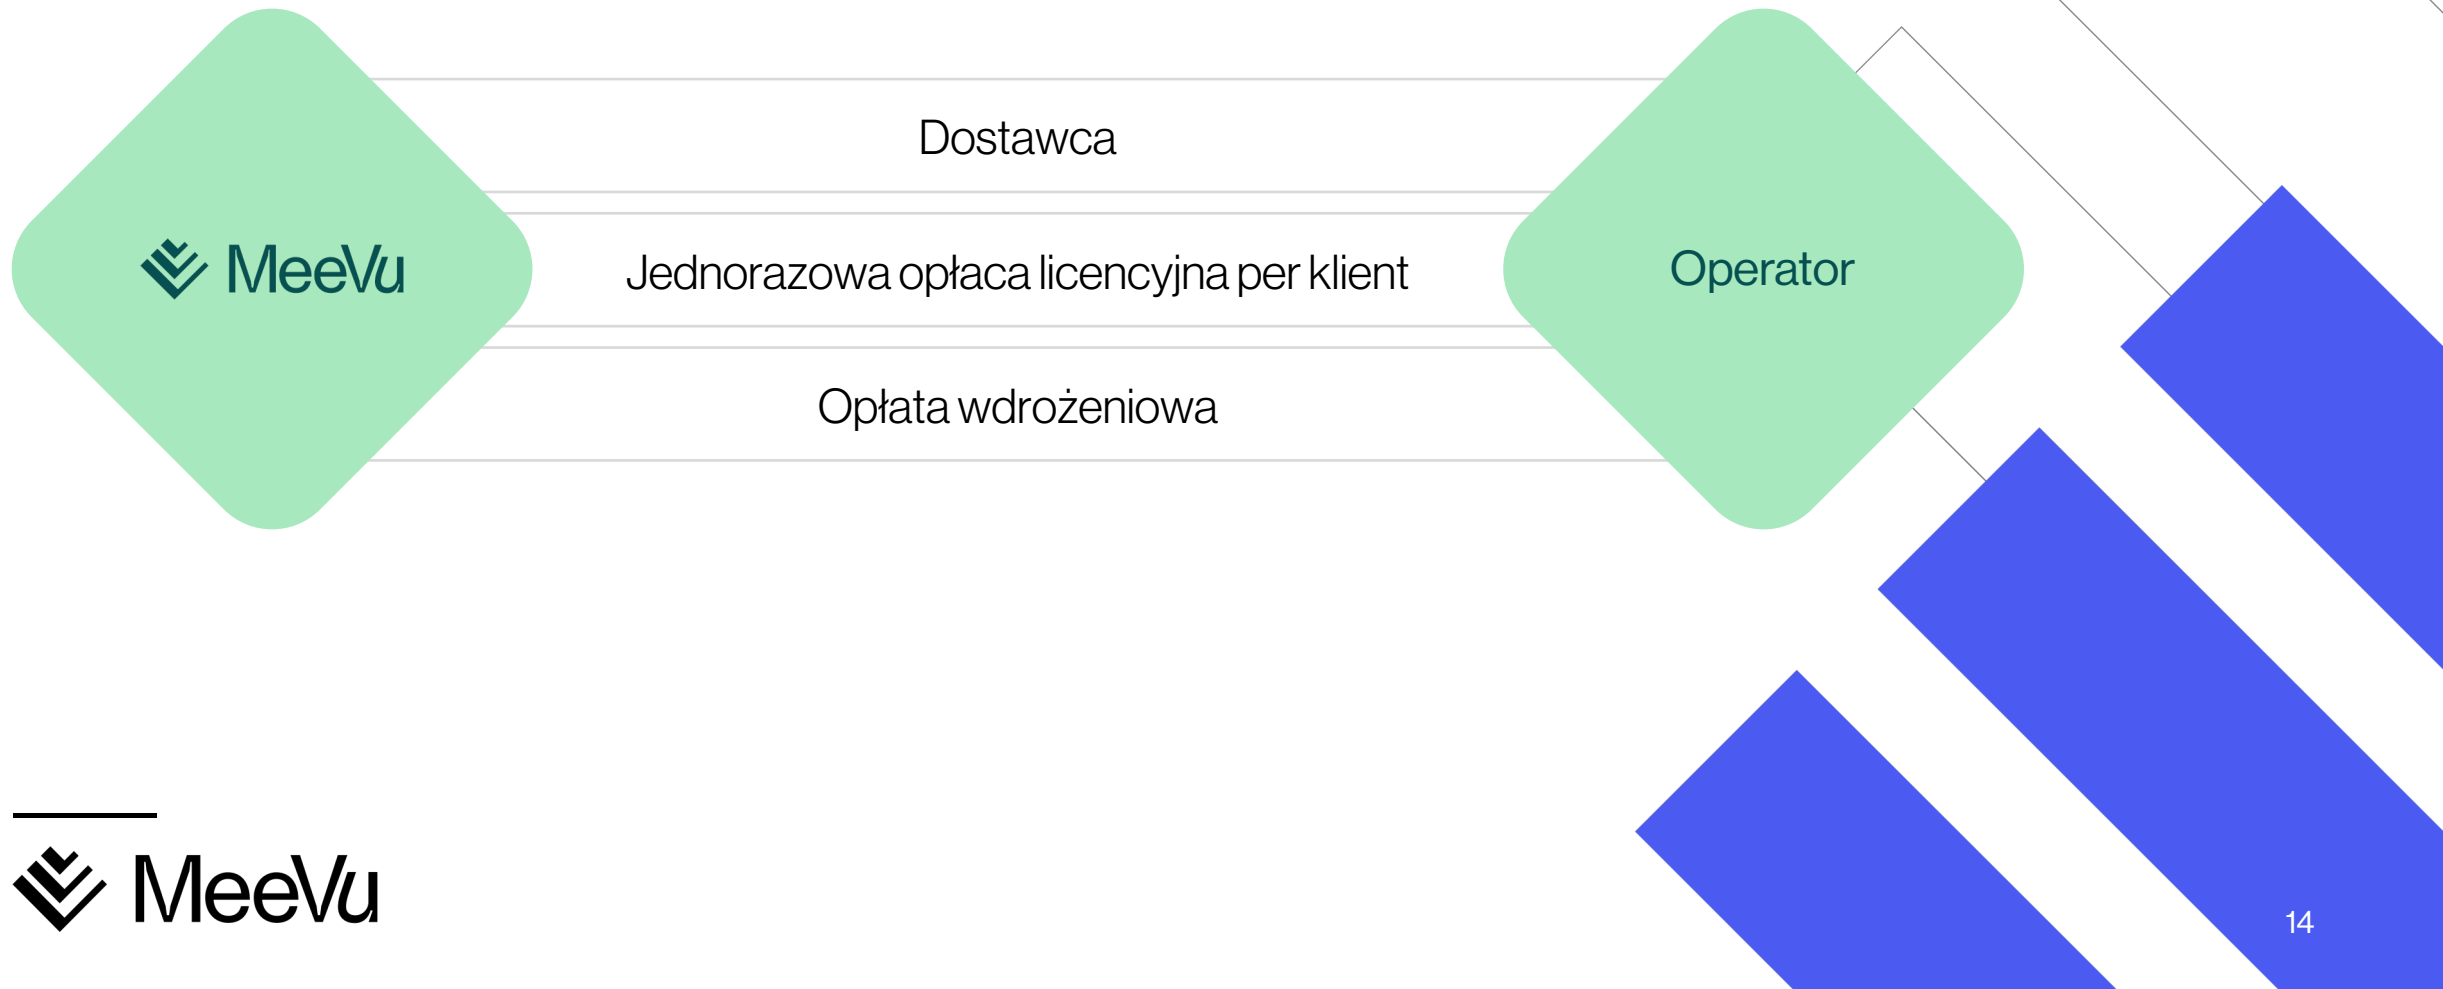 Dostawca
MeeVu
Jednorazowa opłaca licencyjna per klient
Operator
Opłata wdrożeniowa
MeeVu
14